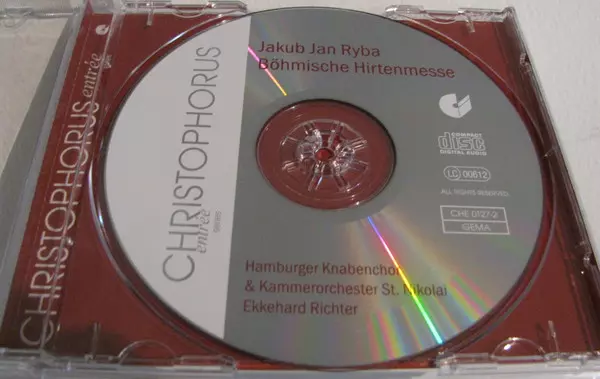 CHRISTOPHORUS entrée
CHRISTOPHORUS
entrée
Jakub Jan Ryba
Böhmische Hirtenmesse
COMPACT
disc
DIGITAL AUDIO
LC 00612
ALL RIGHTS RESERVED
CHE 0127-2
GEMA
Hamburger Knabenchor
& Kammerorchester St. Nikolai
Ekkehard Richter